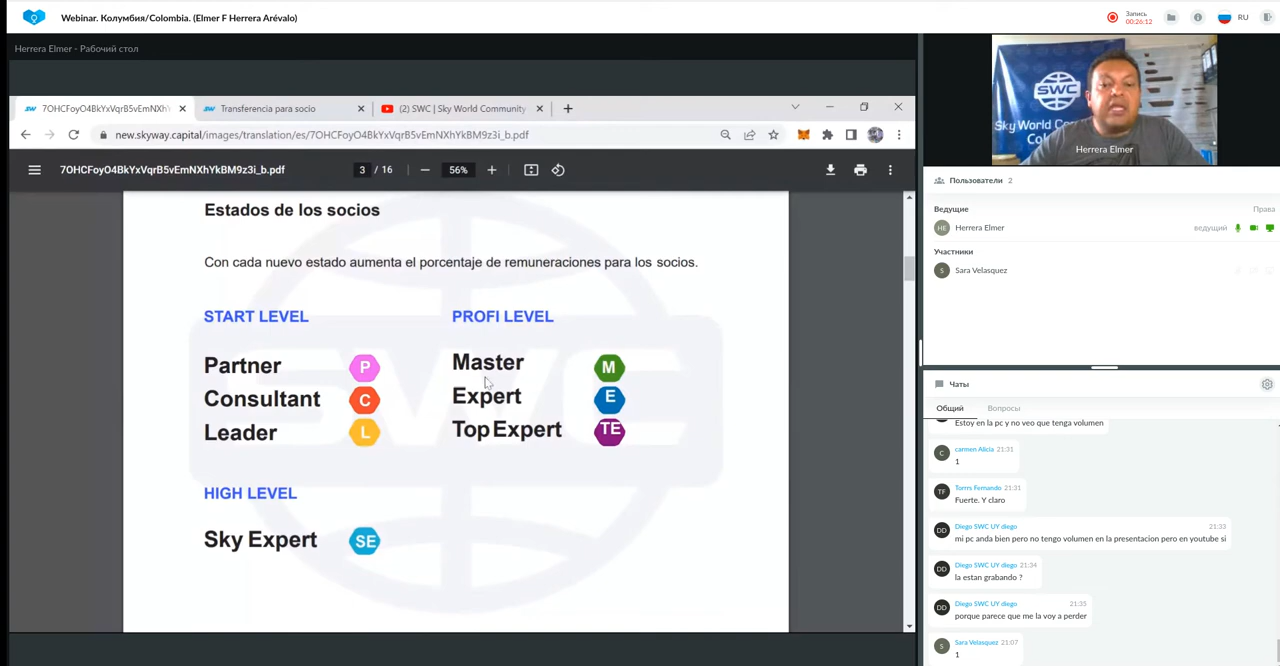 Webinar. Колумбия/Colombia. (Elmer F Herrera Arévalo)
Запись
00:26:12
RU
Herrera Elmer - Рабочий стол
7OHCFoyO4BkYxVqrB5vEmNXhY
Transferencia para socio
(2) SWC | Sky World Community
new.skyway.capital/images/translation/es/7OHCFoyO4BkYxVqrB5vEmNXhYkBM9z3i_b.pdf
7OHCFoyO4BkYxVqrB5vEmNXhYkBM9z3i_b.pdf
3 / 16
56%
Estados de los socios
Con cada nuevo estado aumenta el porcentaje de remuneraciones para los socios.
START LEVEL
Partner P
Consultant C
Leader L
PROFI LEVEL
Master M
Expert E
Top Expert TE
HIGH LEVEL
Sky Expert SE
SWC
SWC
Sky World Co
Herrera Elmer
Пользователи 2
Ведущие
Права
HE Herrera Elmer
ведущий
Участники
S Sara Velasquez
Чаты
Общий
Вопросы
Estoy en la pc y no veo que tenga volumen
C
carmen Alicia 21:31
1
TF
Torrrs Fernando 21:31
Fuerte. Y claro
DD
Diego SWC UY diego 21:33
mi pc anda bien pero no tengo volumen en la presentacion pero en youtube si
DD
Diego SWC UY diego 21:34
la estan grabando ?
DD
Diego SWC UY diego 21:35
porque parece que me la voy a perder
S
Sara Velasquez 21:07
1